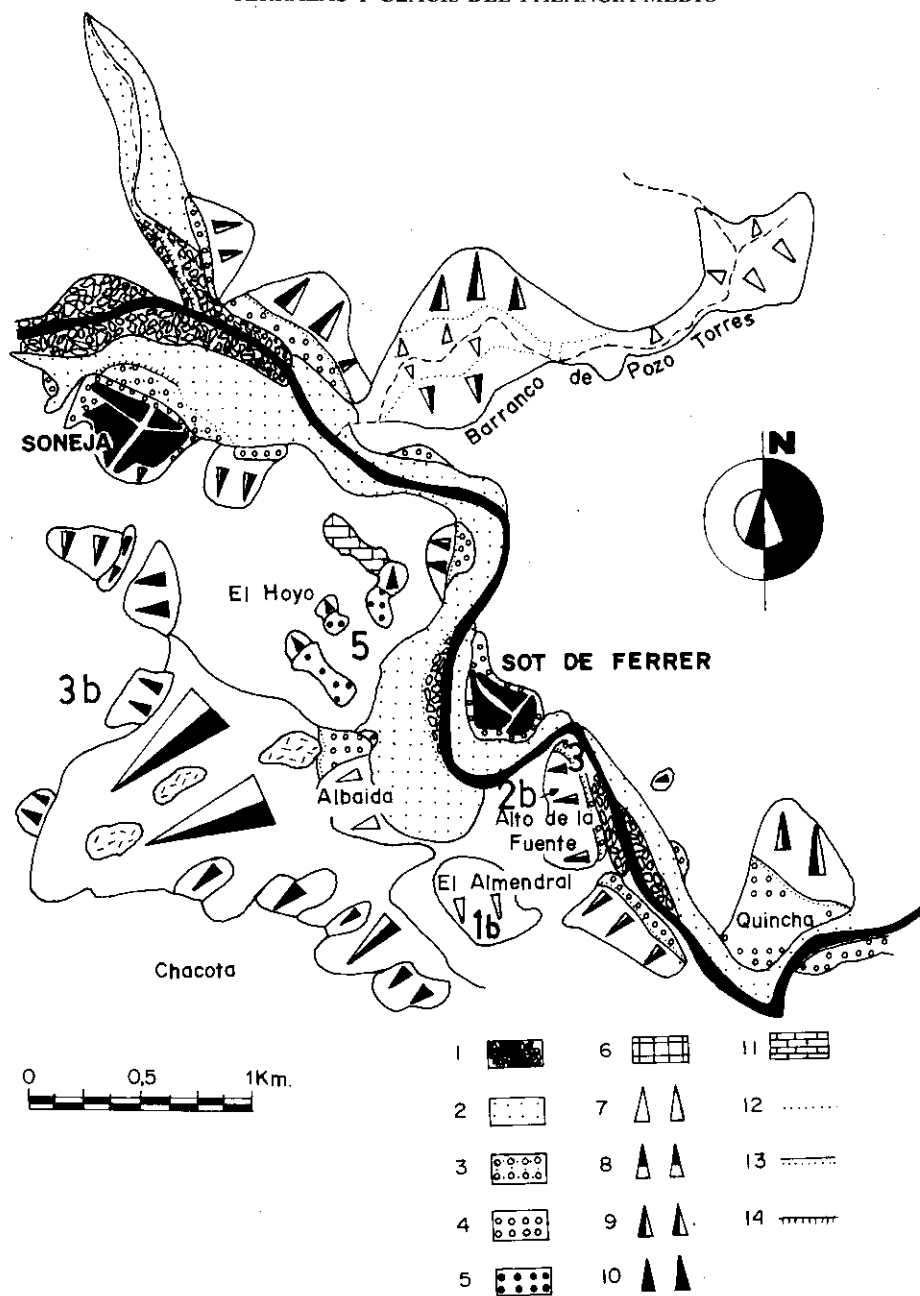 TERRAZAS Y GLACIS DEL PALANCIA MEDIO
Barranco de Pozo Torres
SONEJA
N
El Hoyo
5
SOT DE FERRER
3b
3
Albaida
2b
Alto de la
Fuente
El Almendral
1b
Quincha
Chacota
0 0,5 1Km.
1 6 11
2 7 12
3 8 13
4 9 14
5 10